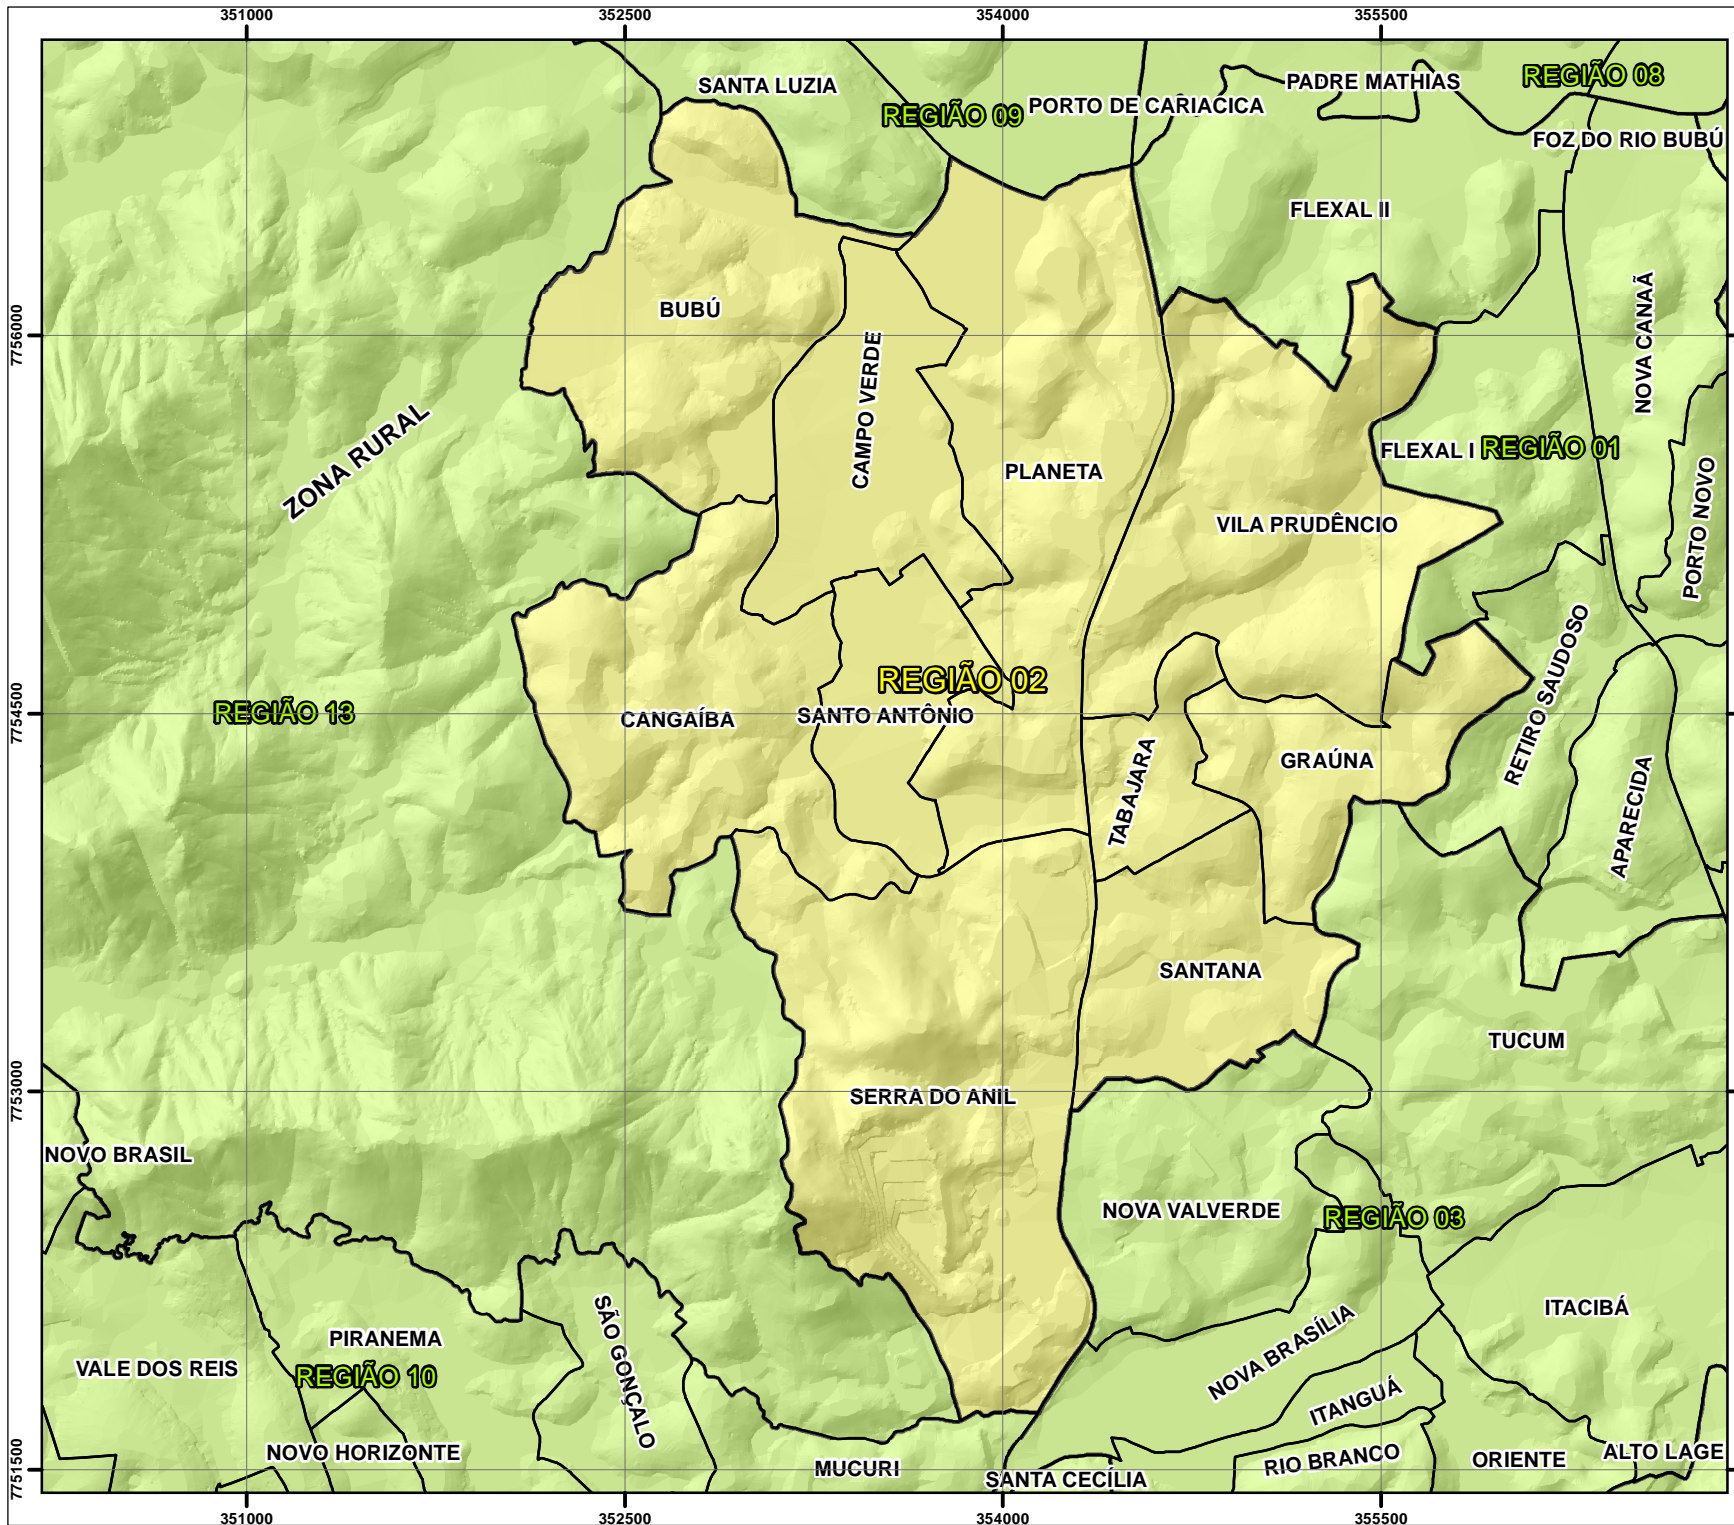 351000
352500
354000
355500
SANTA LUZIA
PADRE MATHIAS
REGIÃO 08
REGIÃO 09
PORTO DE CARIACICA
FOZ DO RIO BUBÚ
FLEXAL II
BUBÚ
7756000
NOVA CANAÃ
CAMPO VERDE
ZONA RURAL
PLANETA
FLEXAL I
REGIÃO 01
VILA PRUDÊNCIO
PORTO NOVO
RETIRO SAUDOSO
REGIÃO 02
REGIÃO 13
CANGAÍBA
SANTO ANTÔNIO
7754500
GRAÚNA
TABAJARA
APARECIDA
SANTANA
TUCUM
7753000
SERRA DO ANIL
NOVO BRASIL
NOVA VALVERDE
REGIÃO 03
ITACIBÁ
PIRANEMA
SÃO GONÇALO
NOVA BRASÍLIA
VALE DOS REIS
REGIÃO 10
ITANGUÁ
NOVO HORIZONTE
MUCURI
RIO BRANCO
ORIENTE
ALTO LAGE
SANTA CECÍLIA
7751500
351000
352500
354000
355500